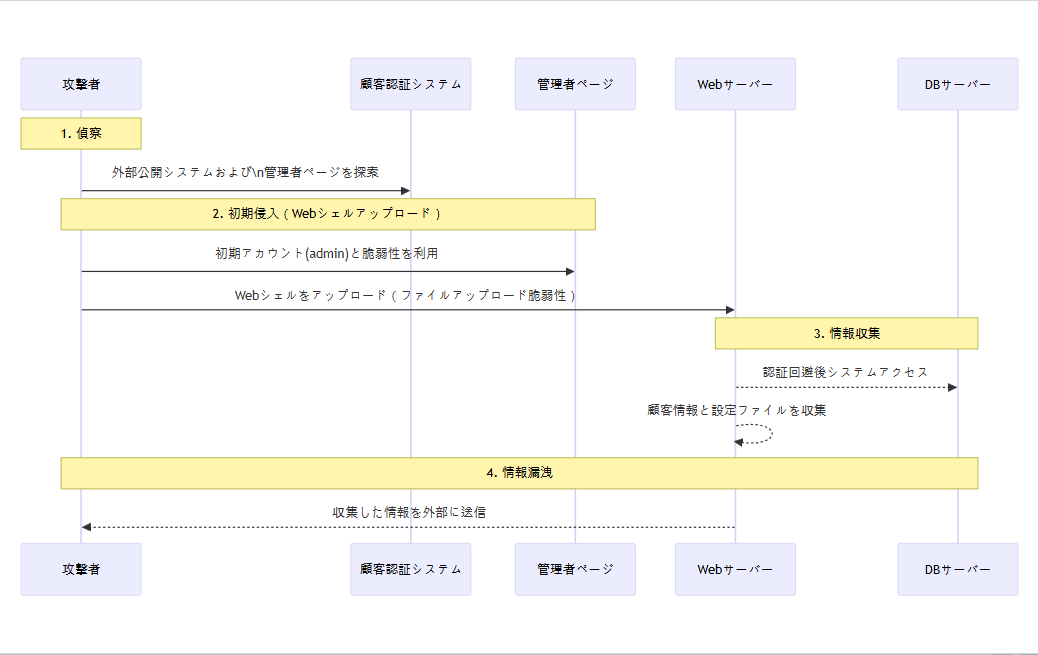 攻撃者
顧客認証システム
管理者ページ
Webサーバー
DBサーバー
1. 偵察
外部公開システムおよび\n管理者ページを探索
2. 初期侵入（Webシェルアップロード）
初期アカウント(admin)と脆弱性を利用
Webシェルをアップロード（ファイルアップロード脆弱性）
3. 情報収集
認証回避後システムアクセス
顧客情報と設定ファイルを収集
4. 情報漏洩
収集した情報を外部に送信
攻撃者
顧客認証システム
管理者ページ
Webサーバー
DBサーバー